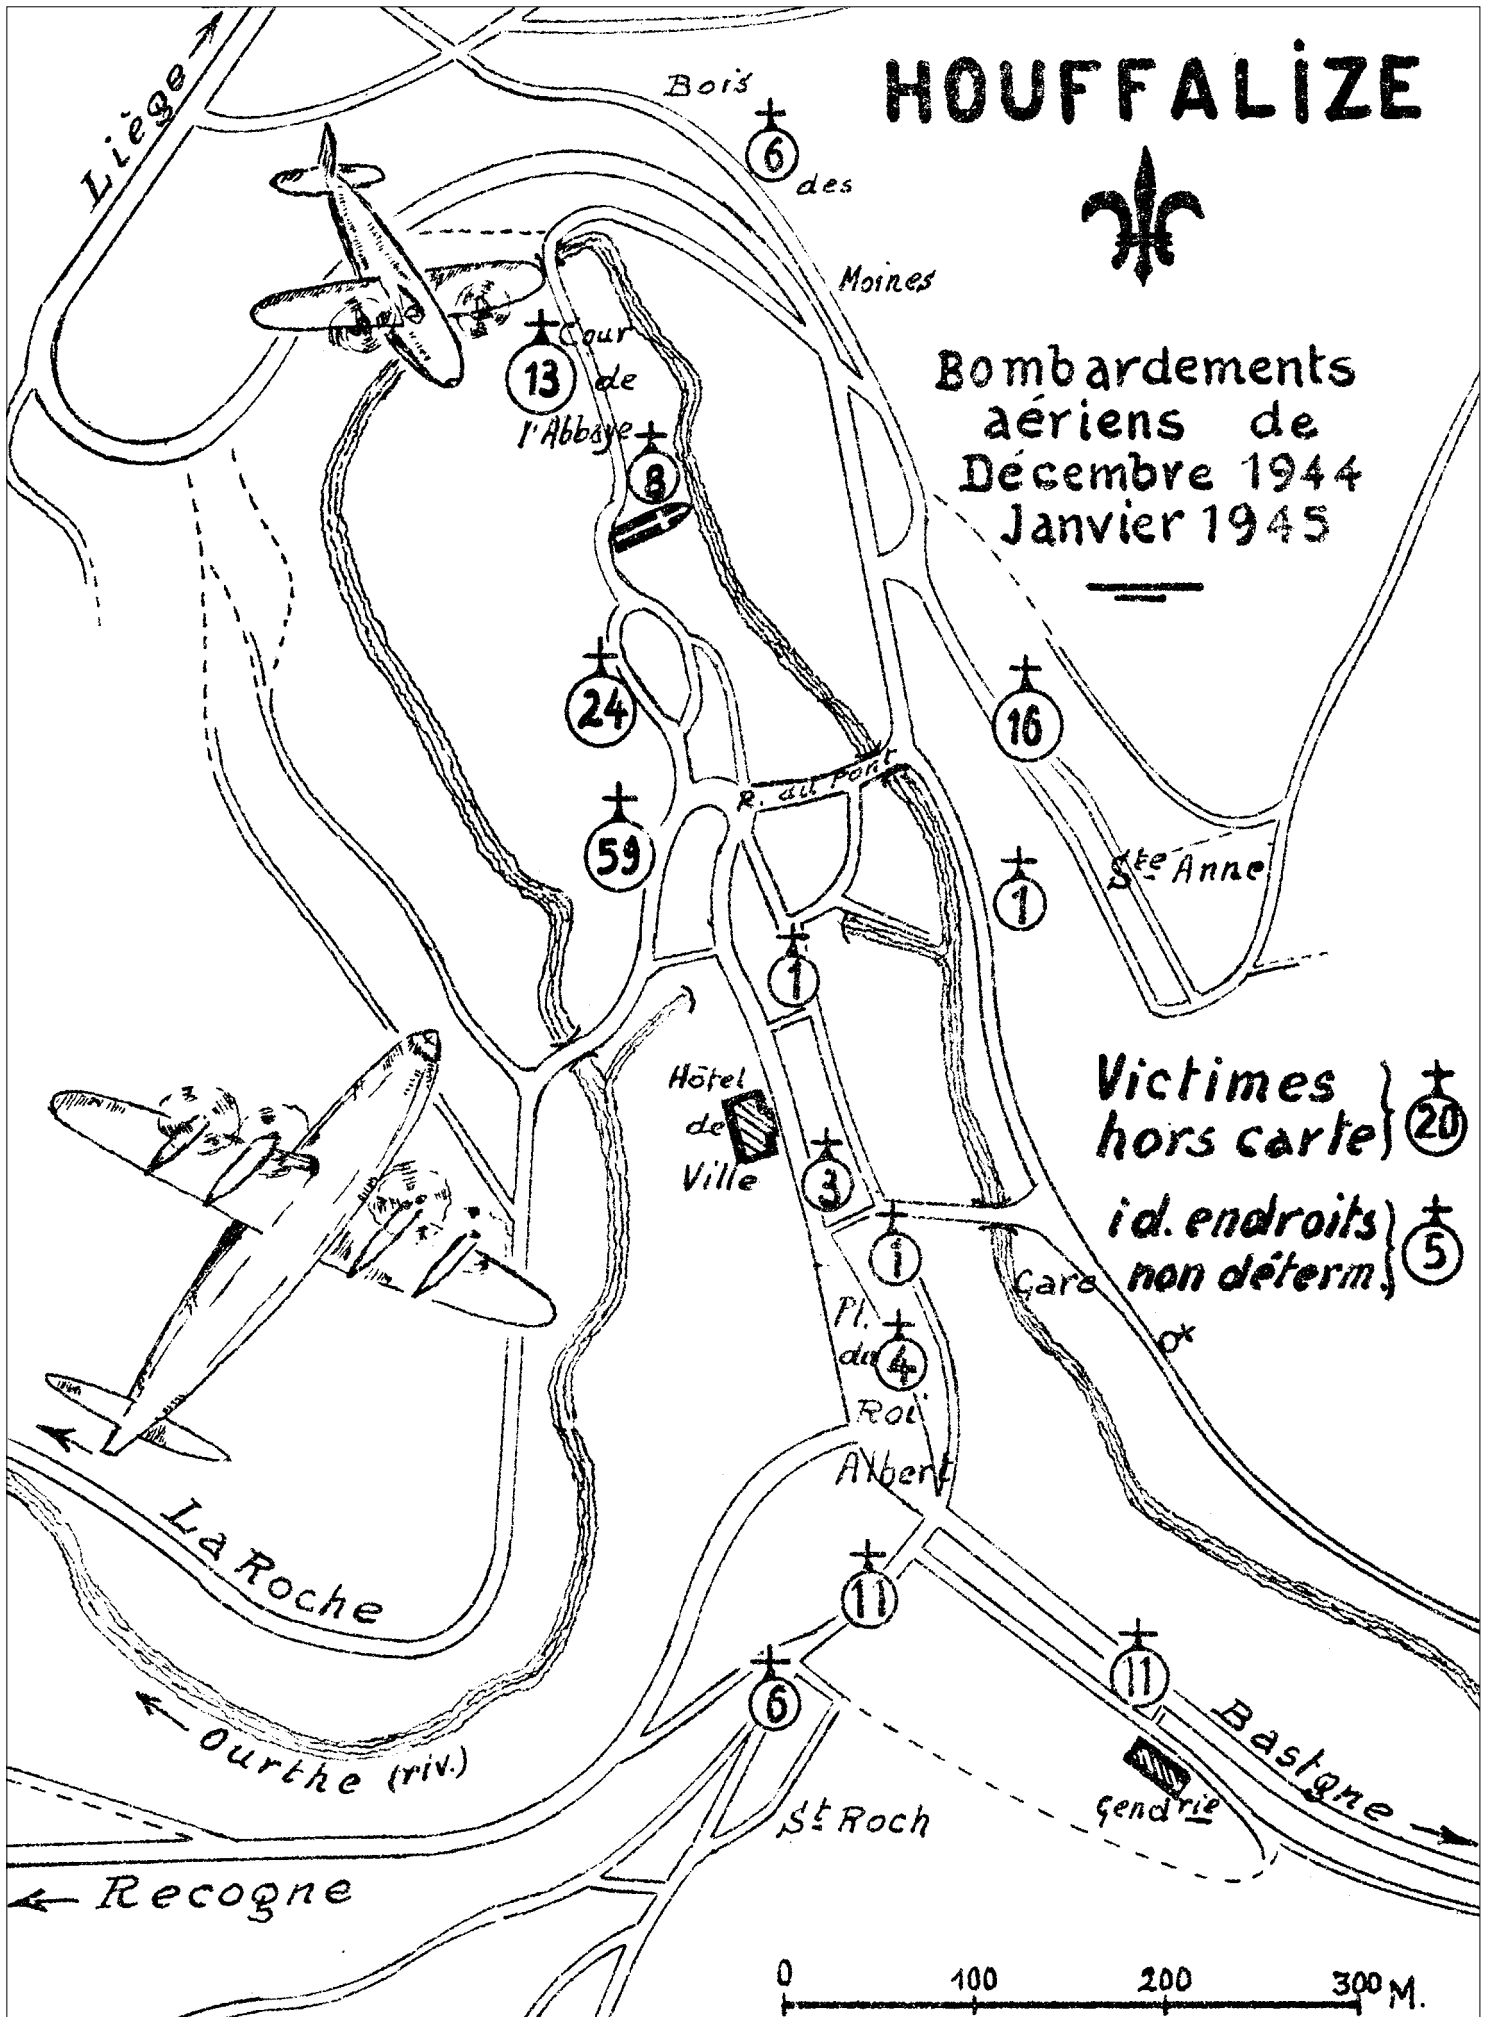 HOUFFALIZE
Bombardements
aériens de
Décembre 1944
Janvier 1945
Liège
Bois
6
des
Moines
13
Cour
de
l'Abbaye
8
24
16
R. du Pont
59
1
Ste Anne
1
Hôtel
de
Ville
3
1
Victimes
hors carte
20
id. endroits
non déterm.
5
Gare
Pl.
du
4
Roi
Albert
La Roche
11
11
6
Bastgne
Ourthe (riv.)
Gendrie
St Roch
Recogne
0 100 200 300 M.